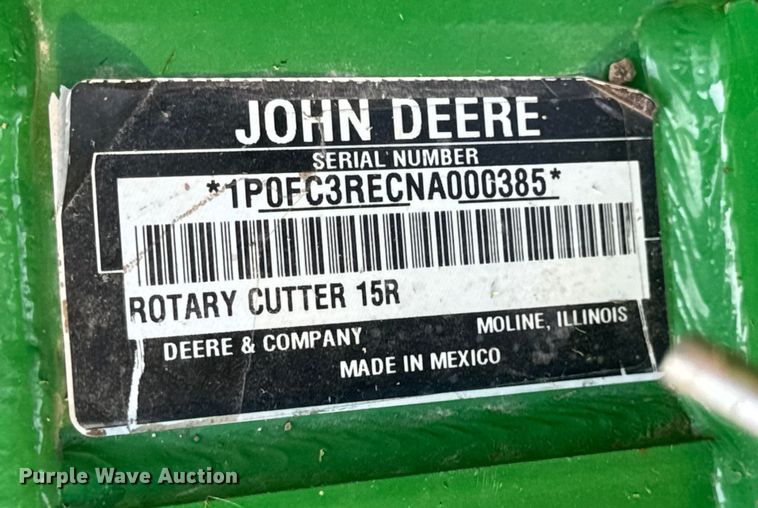 JOHN DEERE
SERIAL NUMBER
*1P0FC3RECNA000385*
ROTARY CUTTER 15R
DEERE & COMPANY, MOLINE, ILLINOIS
MADE IN MEXICO
Purple Wave Auction